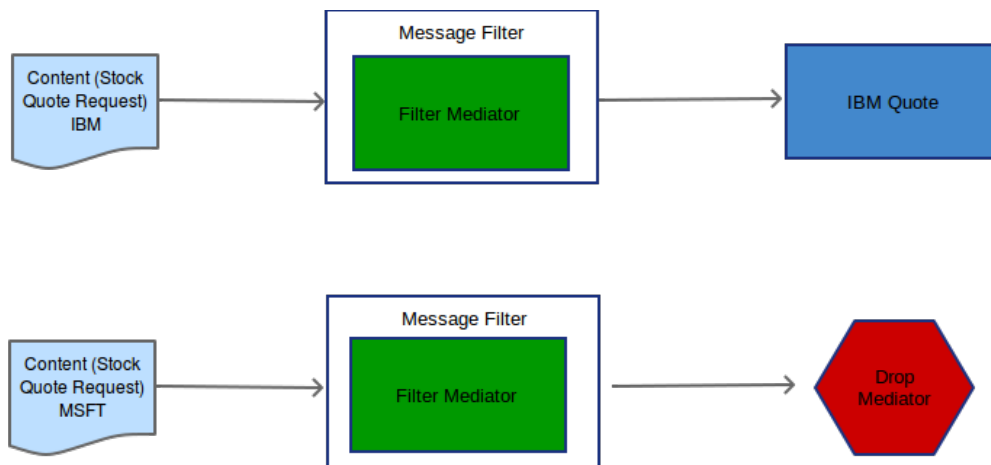 Message Filter
Content (Stock
Quote Request)
IBM
Filter Mediator
IBM Quote
Message Filter
Content (Stock
Quote Request)
MSFT
Filter Mediator
Drop
Mediator